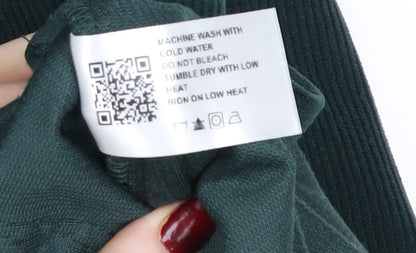 MACHINE WASH WITH
COLD WATER
DO NOT BLEACH
TUMBLE DRY WITH LOW
HEAT
IRON ON LOW HEAT